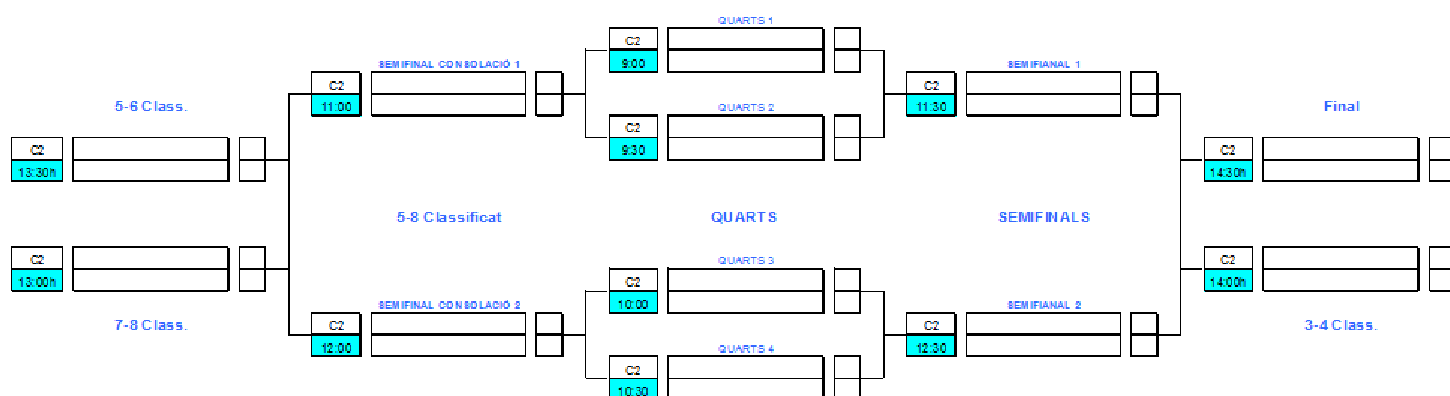 QUARTS 1
C2
9:00
SEMIFINAL CONSOLACIÓ 1
C2
11:00
SEMIFIANAL 1
C2
11:30
5-6 Class.
QUARTS 2
C2
9:30
Final
C2
13:30h
C2
14:30h
5-8 Classificat
QUARTS
SEMIFINALS
C2
13:00h
QUARTS 3
C2
10:00
C2
14:00h
7-8 Class.
SEMIFINAL CONSOLACIÓ 2
C2
12:00
SEMIFIANAL 2
C2
12:30
3-4 Class.
QUARTS 4
C2
10:30